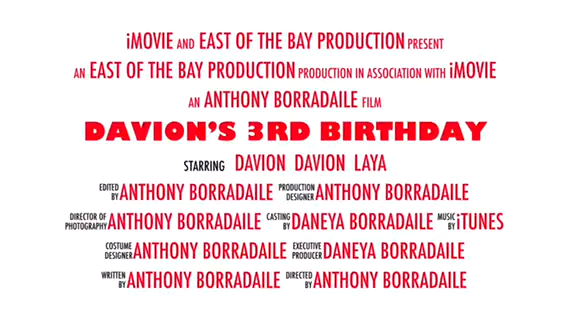 iMOVIE AND EAST OF THE BAY PRODUCTION PRESENT
AN EAST OF THE BAY PRODUCTION PRODUCTION IN ASSOCIATION WITH iMOVIE
AN ANTHONY BORRADAILE FILM
DAVION'S 3RD BIRTHDAY
STARRING DAVION DAVION LAYA
EDITED BY ANTHONY BORRADAILE PRODUCTION DESIGNER ANTHONY BORRADAILE
DIRECTOR OF PHOTOGRAPHY ANTHONY BORRADAILE CASTING BY DANEYA BORRADAILE MUSIC BY iTUNES
COSTUME DESIGNER ANTHONY BORRADAILE EXECUTIVE PRODUCER DANEYA BORRADAILE
WRITTEN BY ANTHONY BORRADAILE DIRECTED BY ANTHONY BORRADAILE